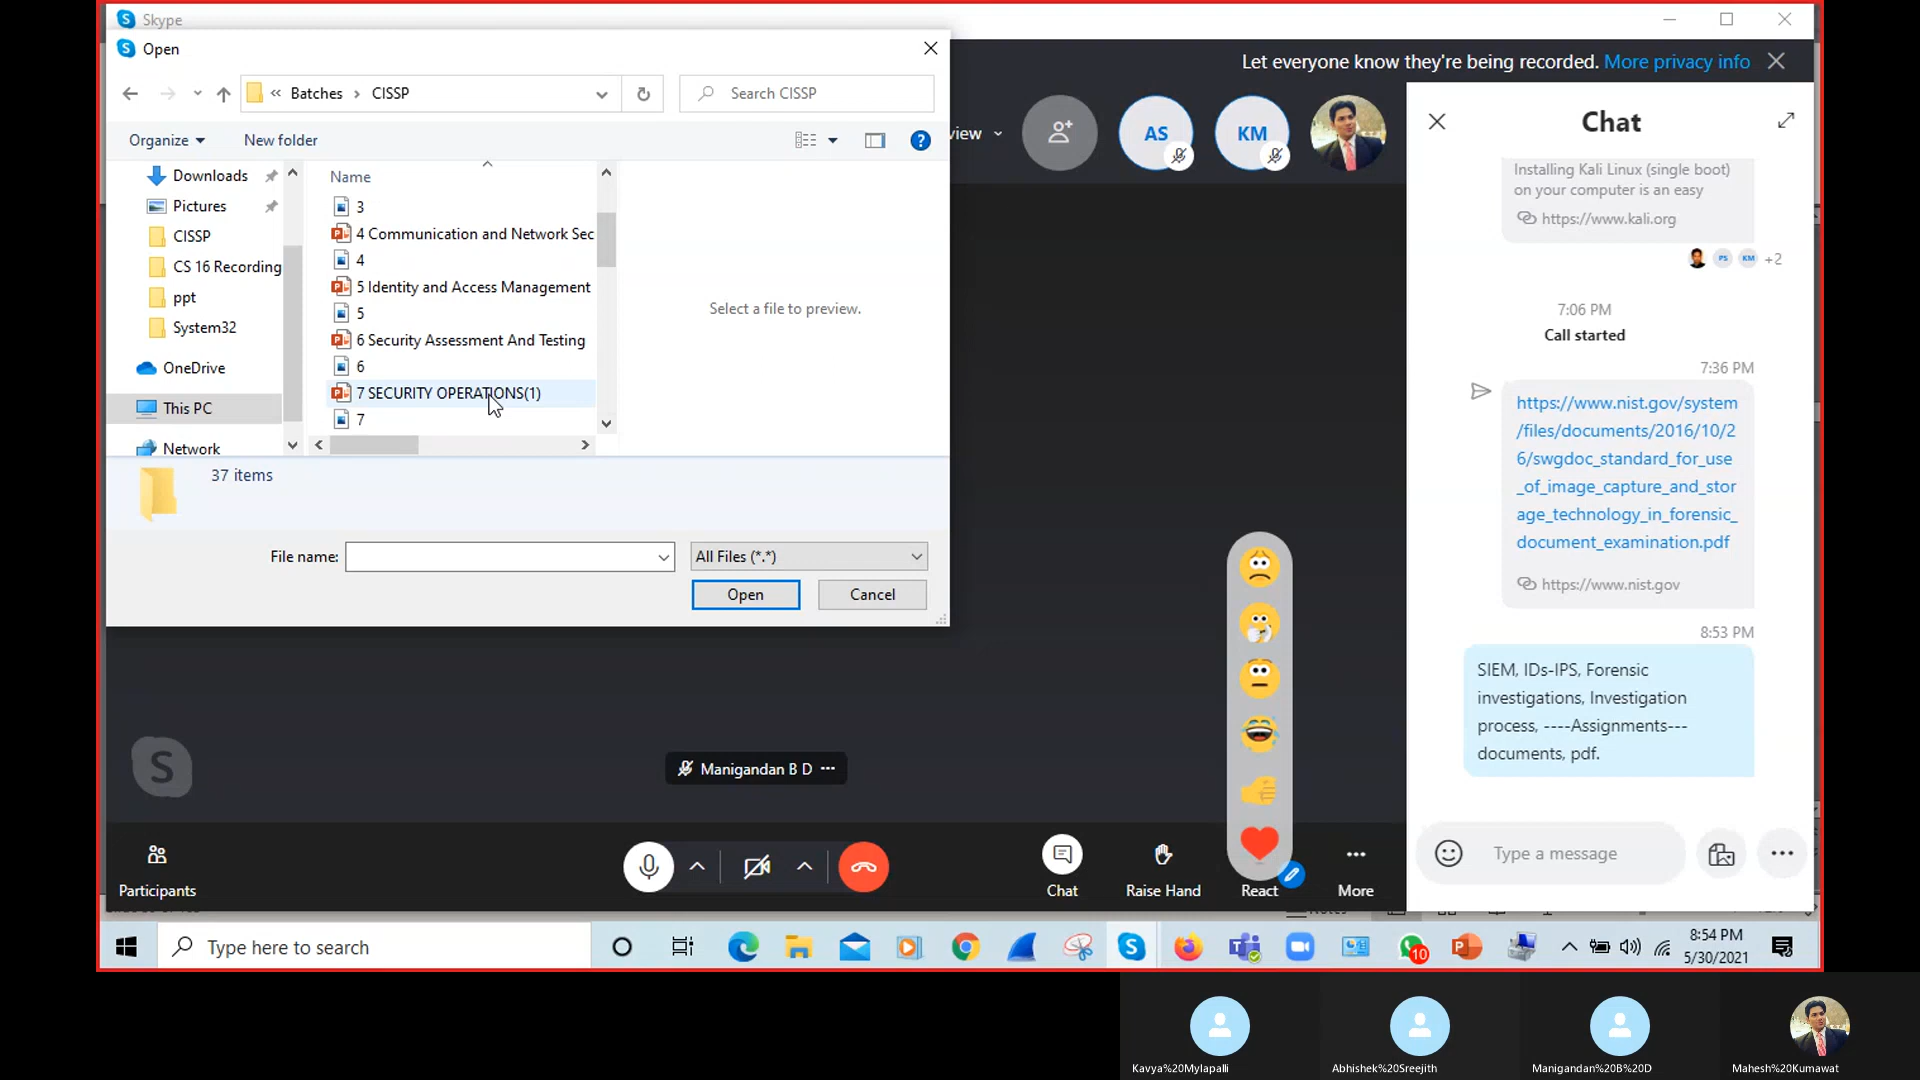 Skype
Open
Let everyone know they're being recorded. More privacy info
« Batches › CISSP
Search CISSP
Organize
New folder
Downloads
Pictures
CISSP
CS 16 Recording
ppt
System32
OneDrive
This PC
Network
Name
3
4 Communication and Network Sec
4
5 Identity and Access Management
5
6 Security Assessment And Testing
6
7 SECURITY OPERATIONS(1)
7
Select a file to preview.
37 items
File name:
All Files (*.*)
Open
Cancel
AS
KM
Chat
Installing Kali Linux (single boot)
on your computer is an easy
https://www.kali.org
PS
KM
+2
7:06 PM
Call started
7:36 PM
https://www.nist.gov/system
/files/documents/2016/10/2
6/swgdoc_standard_for_use
_of_image_capture_and_stor
age_technology_in_forensic_
document_examination.pdf
https://www.nist.gov
8:53 PM
SIEM, IDs-IPS, Forensic
investigations, Investigation
process, ----Assignments---
documents, pdf.
Type a message
S
Manigandan B D
Participants
Chat
Raise Hand
React
More
Type here to search
10
8:54 PM
5/30/2021
Kavya%20Mylapalli
Abhishek%20Sreejith
Manigandan%20B%20D
Mahesh%20Kumawat